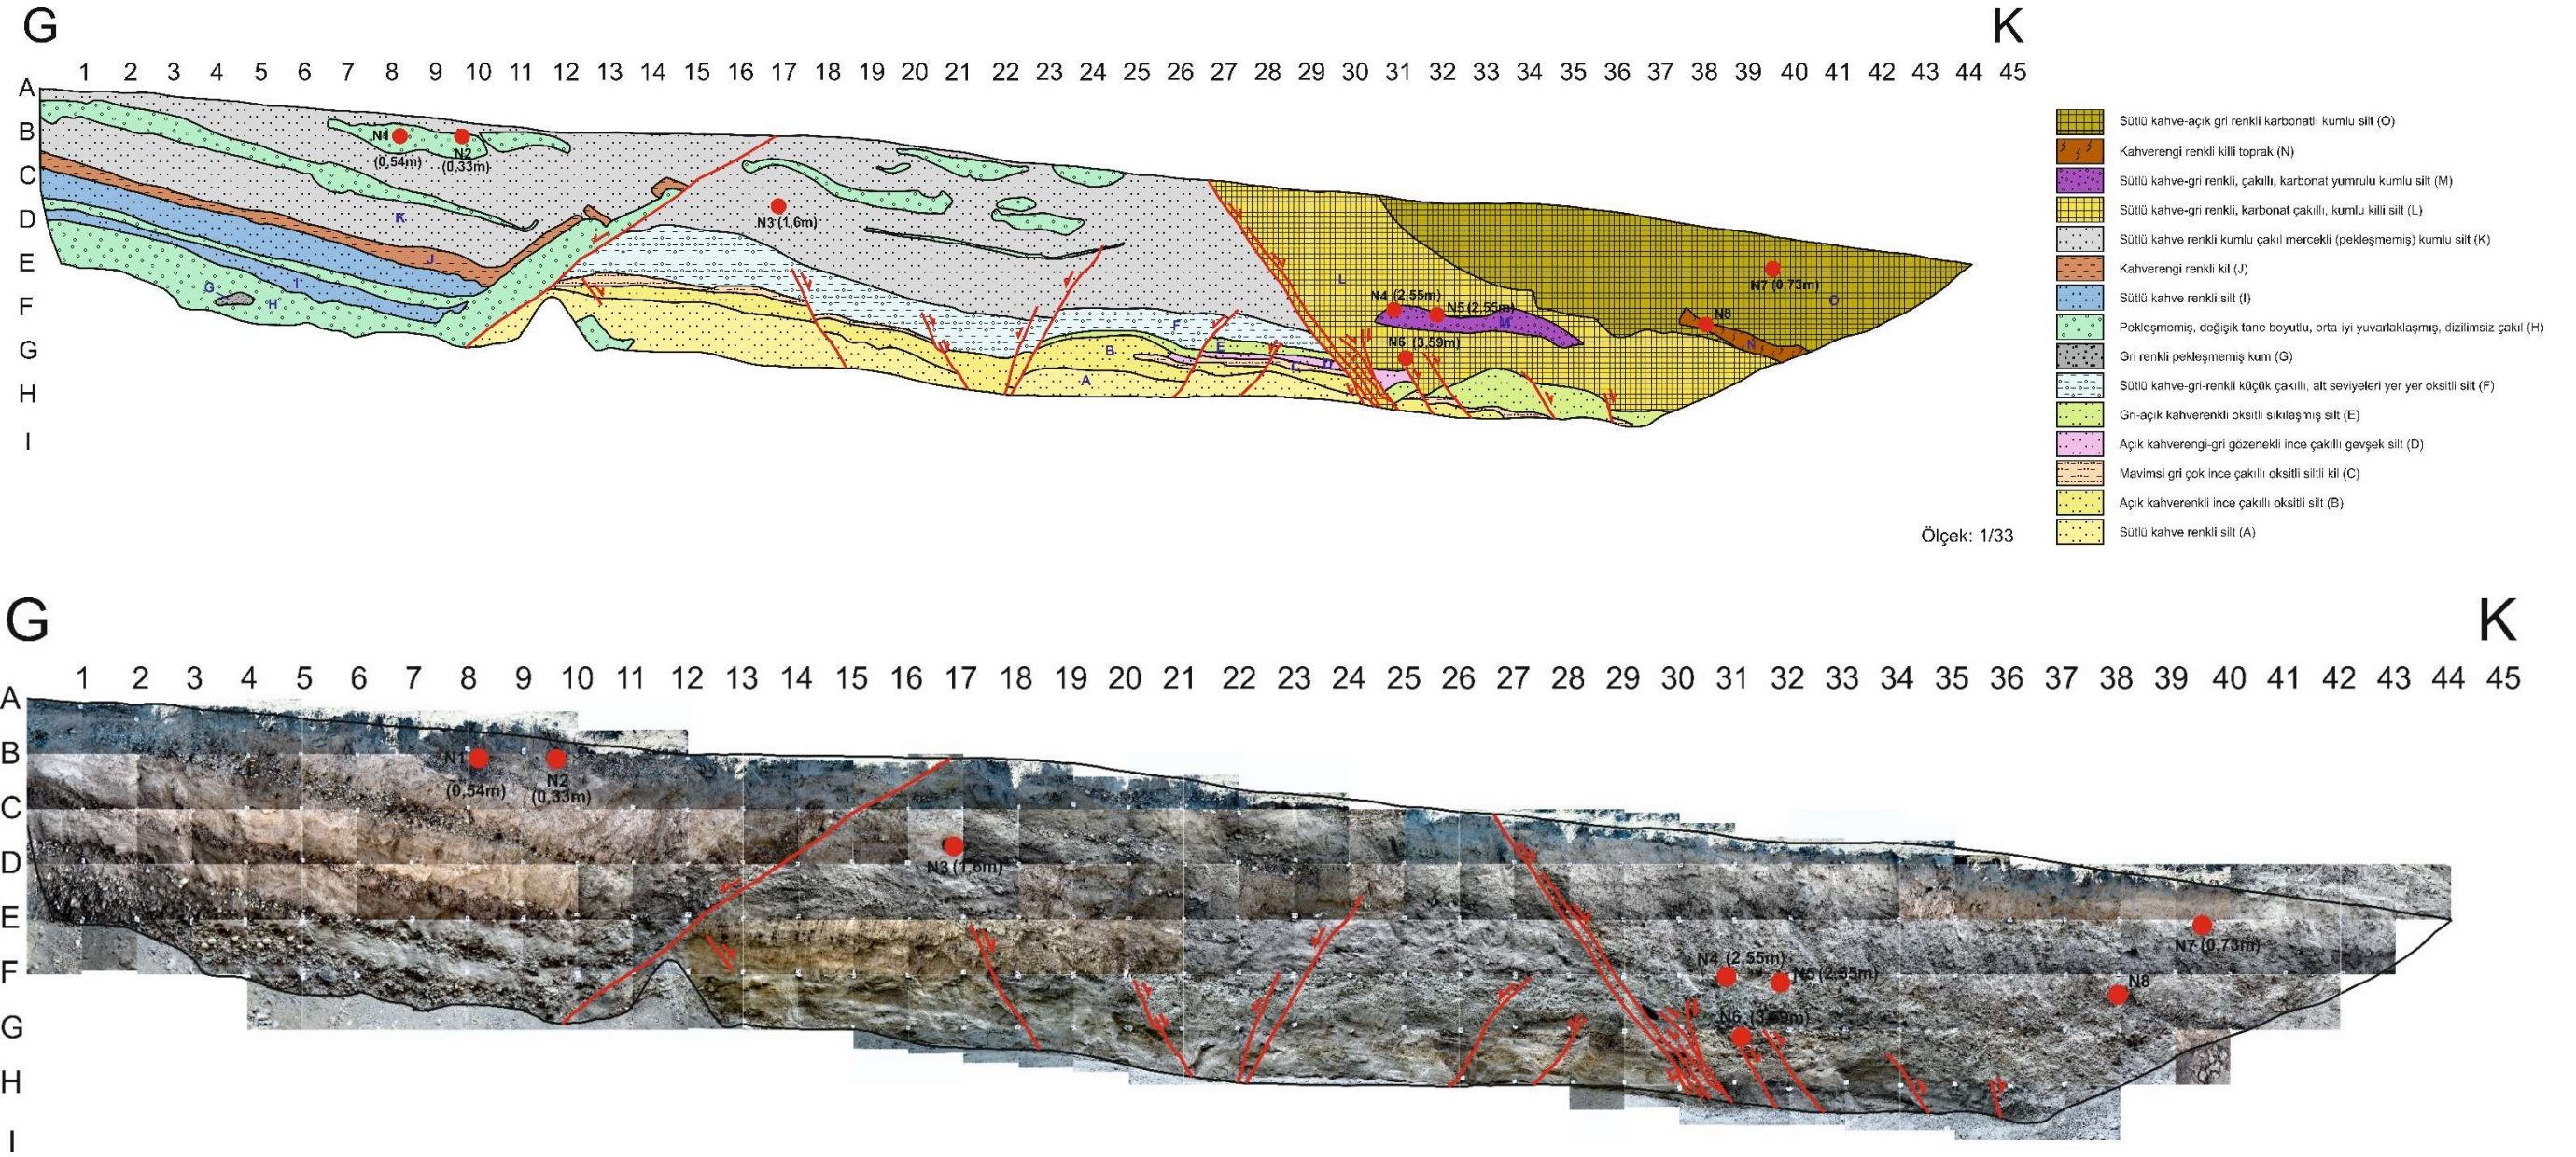 G K
1 2 3 4 5 6 7 8 9 10 11 12 13 14 15 16 17 18 19 20 21 22 23 24 25 26 27 28 29 30 31 32 33 34 35 36 37 38 39 40 41 42 43 44 45
A
B
C
D
E
F
G
H
I
N1
(0,54m)
N2
(0,33m)
N3 (1,6m)
N4 (2,55m)
N5 (2,55m)
N6 (3,59m)
N7 (0,73m)
N8
K
J
I
G
H
F
E
B
A
C
D
L
M
N
O
Sütlü kahve-açık gri renkli karbonatlı kumlu silt (O)
Kahverengi renkli killi toprak (N)
Sütlü kahve-gri renkli, çakıllı, karbonat yumrulu kumlu silt (M)
Sütlü kahve-gri renkli, karbonat çakıllı, kumlu killi silt (L)
Sütlü kahve renkli kumlu çakıl mercekli (pekleşmemiş) kumlu silt (K)
Kahverengi renkli kil (J)
Sütlü kahve renkli silt (I)
Pekleşmemiş, değişik tane boyutlu, orta-iyi yuvarlaklaşmış, dizilimsiz çakıl (H)
Gri renkli pekleşmemiş kum (G)
Sütlü kahve-gri-renkli küçük çakıllı, alt seviyeleri yer yer oksitli silt (F)
Gri-açık kahverenkli oksitli sıkılaşmış silt (E)
Açık kahverengi-gri gözenekli ince çakıllı gevşek silt (D)
Mavimsi gri çok ince çakıllı oksitli siltli kil (C)
Açık kahverenkli ince çakıllı oksitli silt (B)
Sütlü kahve renkli silt (A)
Ölçek: 1/33
G K
1 2 3 4 5 6 7 8 9 10 11 12 13 14 15 16 17 18 19 20 21 22 23 24 25 26 27 28 29 30 31 32 33 34 35 36 37 38 39 40 41 42 43 44 45
A
B
C
D
E
F
G
H
I
N1
(0,54m)
N2
(0,33m)
N3 (1,6m)
N4 (2,55m)
N5 (2,55m)
N6 (3,59m)
N7 (0,73m)
N8